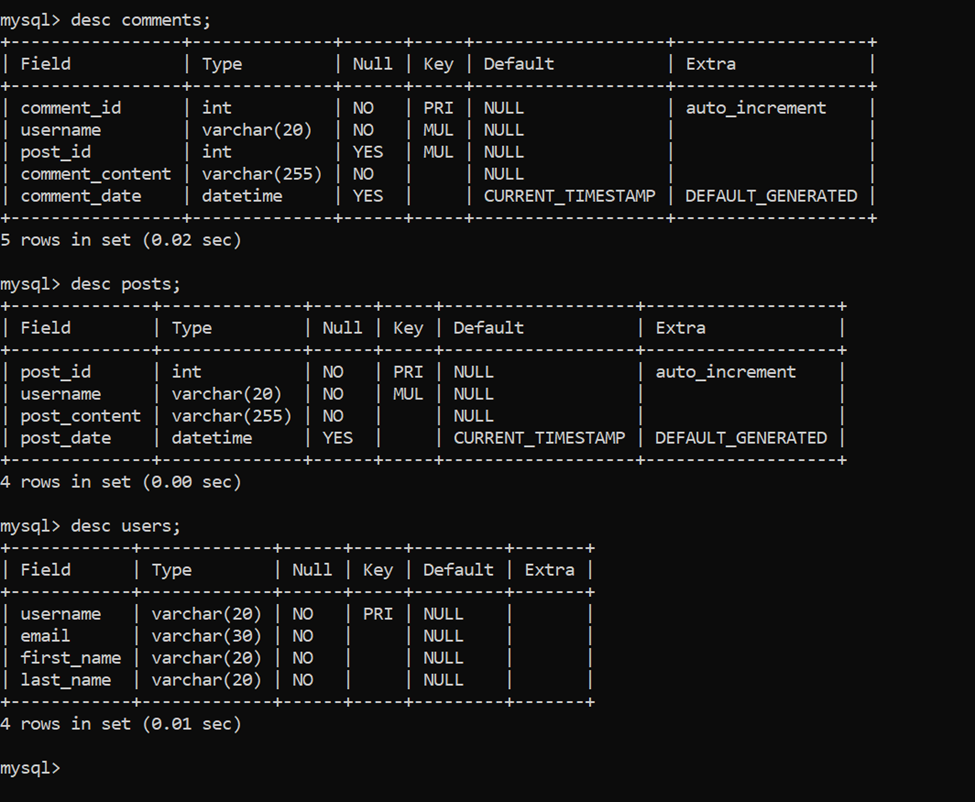 mysql> desc comments;
+-----------------+--------------+------+-----+-------------------+-------------------+
| Field           | Type         | Null | Key | Default           | Extra             |
+-----------------+--------------+------+-----+-------------------+-------------------+
| comment_id      | int          | NO   | PRI | NULL              | auto_increment    |
| username        | varchar(20)  | NO   | MUL | NULL              |                   |
| post_id         | int          | YES  | MUL | NULL              |                   |
| comment_content | varchar(255) | NO   |     | NULL              |                   |
| comment_date    | datetime     | YES  |     | CURRENT_TIMESTAMP | DEFAULT_GENERATED |
+-----------------+--------------+------+-----+-------------------+-------------------+
5 rows in set (0.02 sec)

mysql> desc posts;
+--------------+--------------+------+-----+-------------------+-------------------+
| Field        | Type         | Null | Key | Default           | Extra             |
+--------------+--------------+------+-----+-------------------+-------------------+
| post_id      | int          | NO   | PRI | NULL              | auto_increment    |
| username     | varchar(20)  | NO   | MUL | NULL              |                   |
| post_content | varchar(255) | NO   |     | NULL              |                   |
| post_date    | datetime     | YES  |     | CURRENT_TIMESTAMP | DEFAULT_GENERATED |
+--------------+--------------+------+-----+-------------------+-------------------+
4 rows in set (0.00 sec)

mysql> desc users;
+------------+-------------+------+-----+---------+-------+
| Field      | Type        | Null | Key | Default | Extra |
+------------+-------------+------+-----+---------+-------+
| username   | varchar(20) | NO   | PRI | NULL    |       |
| email      | varchar(30) | NO   |     | NULL    |       |
| first_name | varchar(20) | NO   |     | NULL    |       |
| last_name  | varchar(20) | NO   |     | NULL    |       |
+------------+-------------+------+-----+---------+-------+
4 rows in set (0.01 sec)

mysql>